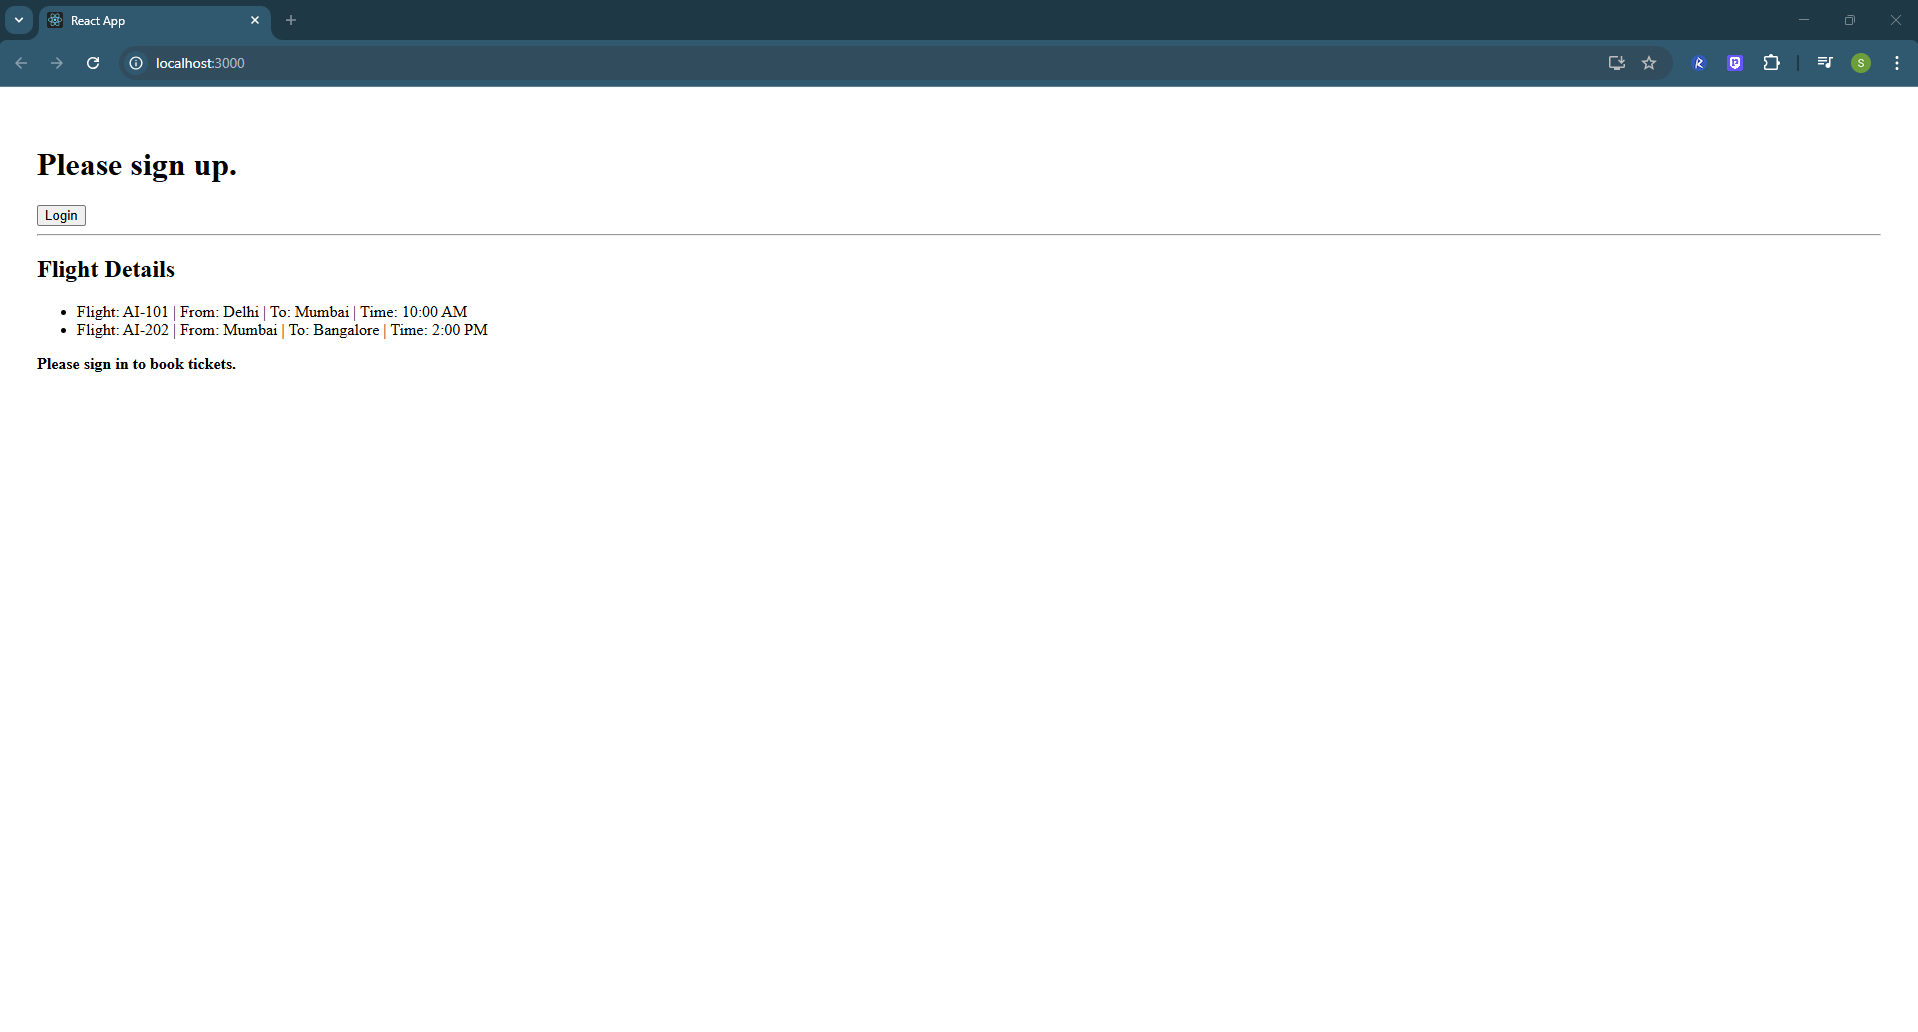 React App
localhost:3000
S
Please sign up.
Login
Flight Details
• Flight: AI-101 | From: Delhi | To: Mumbai | Time: 10:00 AM
• Flight: AI-202 | From: Mumbai | To: Bangalore | Time: 2:00 PM
Please sign in to book tickets.